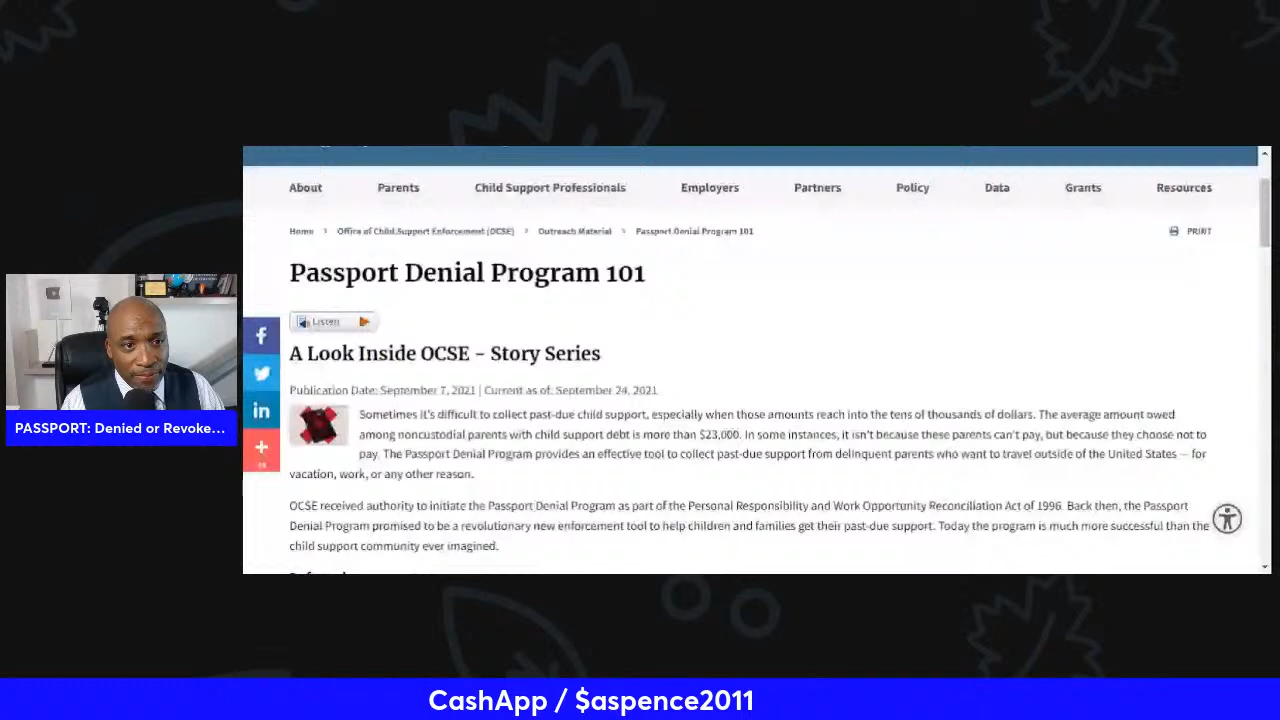 About Parents Child Support Professionals Employers Partners Policy Data Grants Resources
Home › Office of Child Support Enforcement (OCSE) › Outreach Material › Passport Denial Program 101
PRINT
Passport Denial Program 101
Listen
A Look Inside OCSE - Story Series
Publication Date: September 7, 2021 | Current as of: September 24, 2021
Sometimes it's difficult to collect past-due child support, especially when those amounts reach into the tens of thousands of dollars. The average amount owed
among noncustodial parents with child support debt is more than $23,000. In some instances, it isn't because these parents can't pay, but because they choose not to
pay. The Passport Denial Program provides an effective tool to collect past-due support from delinquent parents who want to travel outside of the United States — for
vacation, work, or any other reason.
OCSE received authority to initiate the Passport Denial Program as part of the Personal Responsibility and Work Opportunity Reconciliation Act of 1996. Back then, the Passport
Denial Program promised to be a revolutionary new enforcement tool to help children and families get their past-due support. Today the program is much more successful than the
child support community ever imagined.
PASSPORT: Denied or Revoke...
CashApp / $aspence2011